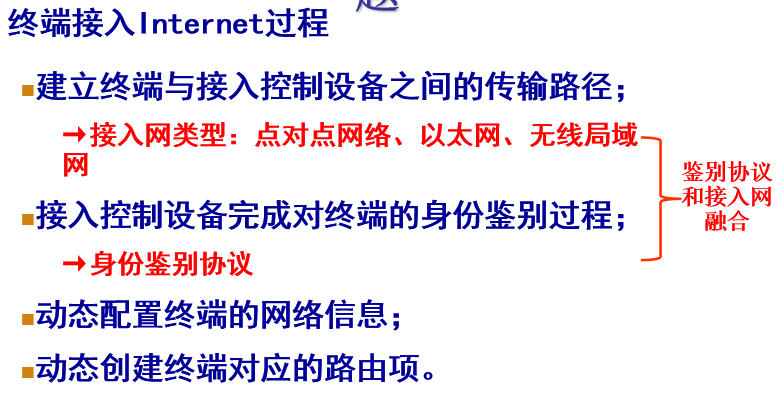 终端接入Internet过程
建立终端与接入控制设备之间的传输路径；
→接入网类型：点对点网络、以太网、无线局域
网
鉴别协议
和接入网
融合
接入控制设备完成对终端的身份鉴别过程；
→身份鉴别协议
动态配置终端的网络信息；
动态创建终端对应的路由项。